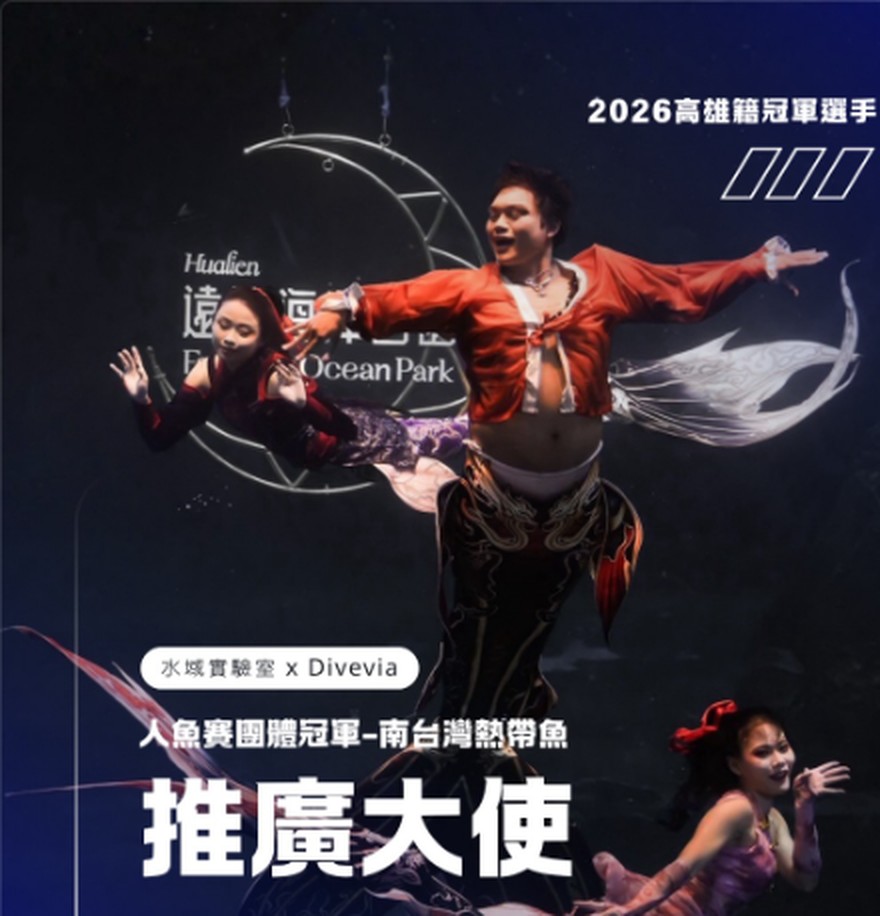 2026高雄籍冠軍選手
Hualien
遠
Ocean Park
水域實驗室 x Divevia
人魚賽團體冠軍-南台灣熱帶魚
推廣大使